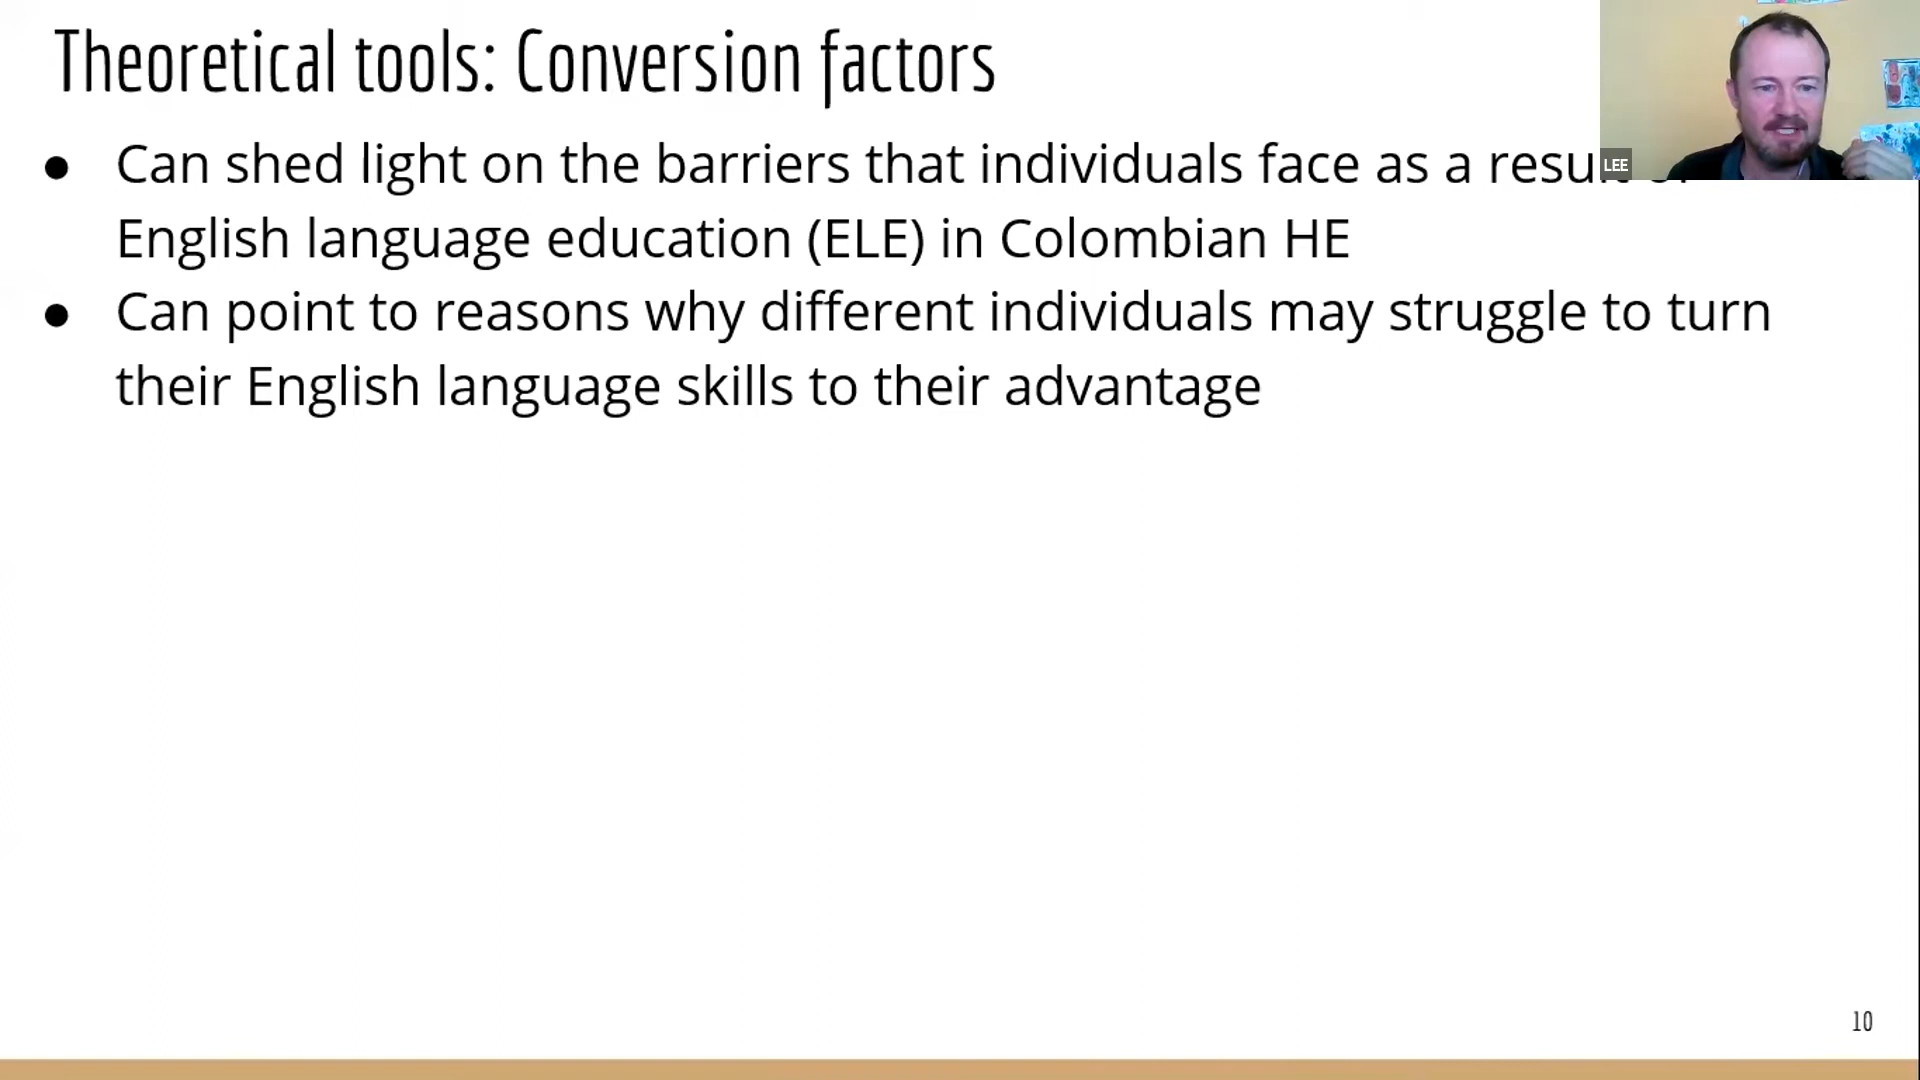 Theoretical tools: Conversion factors
● Can shed light on the barriers that individuals face as a
English language education (ELE) in Colombian HE
● Can point to reasons why different individuals may struggle to turn
their English language skills to their advantage
LEE
10